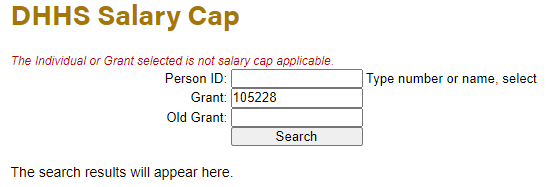 DHHS Salary Cap
The Individual or Grant selected is not salary cap applicable.
Person ID: Type number or name, select
Grant: 105228
Old Grant:
Search
The search results will appear here.